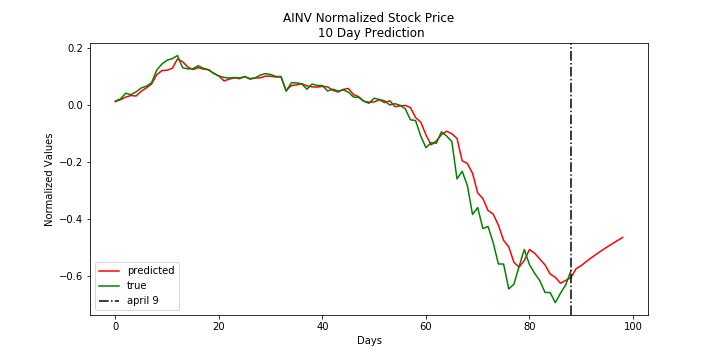 AINV Normalized Stock Price
10 Day Prediction
0.2
0.0
−0.2
−0.4
−0.6
Normalized Values
predicted
true
april 9
0 20 40 60 80 100
Days